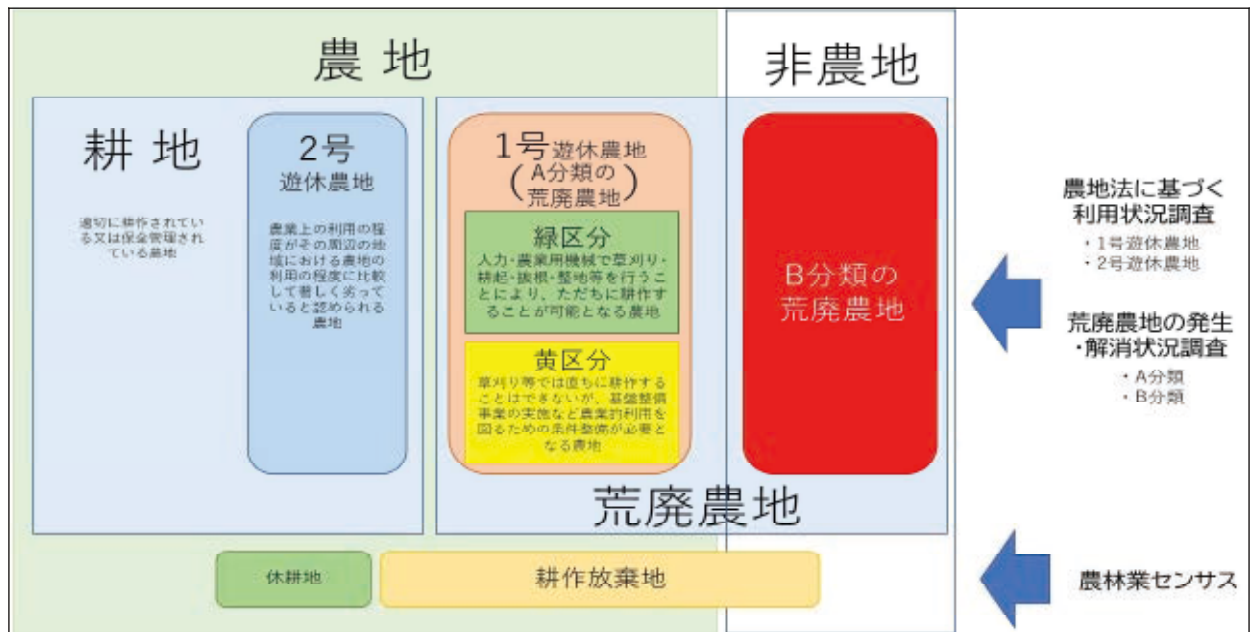 農 地
非農地
耕 地
適切に耕作されてい
る又は保全管理され
ている農地
2号
遊休農地
農業上の利用の程
度がその周辺の地
域における農地の
利用の程度に比較
して著しく劣ってい
ると認められる
農地
1号遊休農地
(A分類の
荒廃農地)
緑区分
人力・農業用機械で草刈り・
耕起・抜根・整地等を行うこ
とにより、ただちに耕作す
ることが可能となる農地
黄区分
草刈り等では直ちに耕作する
ことはできないが、基盤整備
事業の実施など農業的利用を
図るための条件整備が必要と
なる農地
B分類の
荒廃農地
荒廃農地
休耕地
耕作放棄地
農地法に基づく
利用状況調査
・1号遊休農地
・2号遊休農地
荒廃農地の発生
・解消状況調査
・A分類
・B分類
農林業センサス